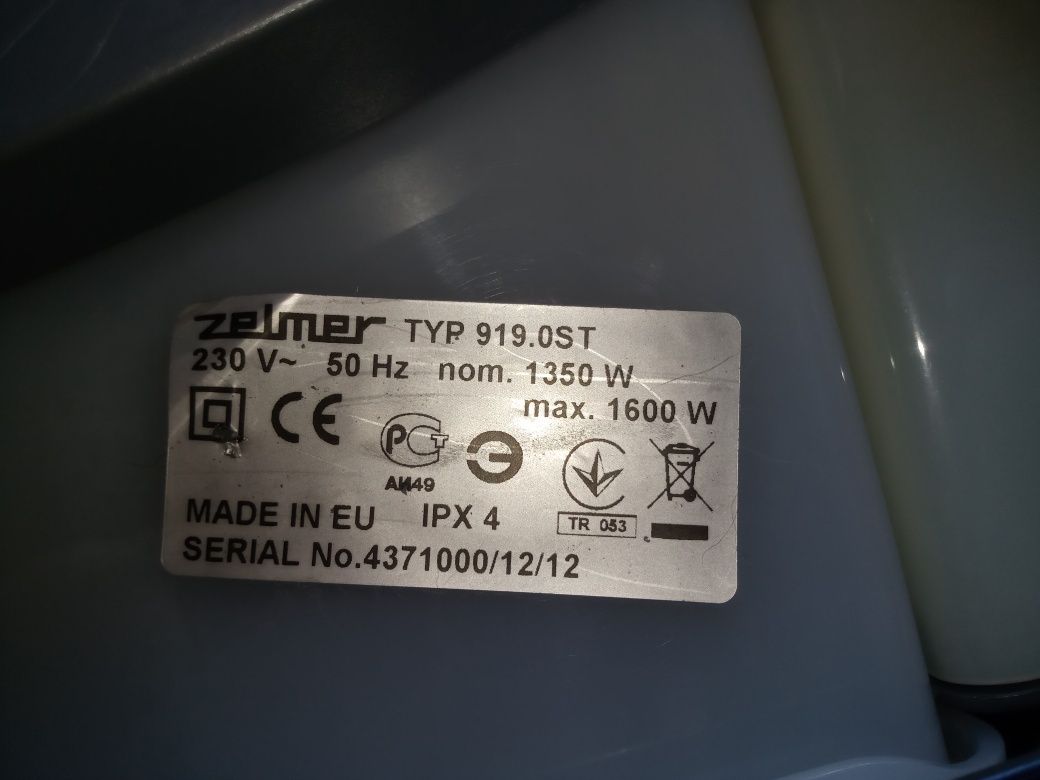 zelmer TYP 919.0ST
230 V~ 50 Hz nom. 1350 W
max. 1600 W
CE
PCT
АИ49
TR 053
MADE IN EU IPX 4
SERIAL No.4371000/12/12